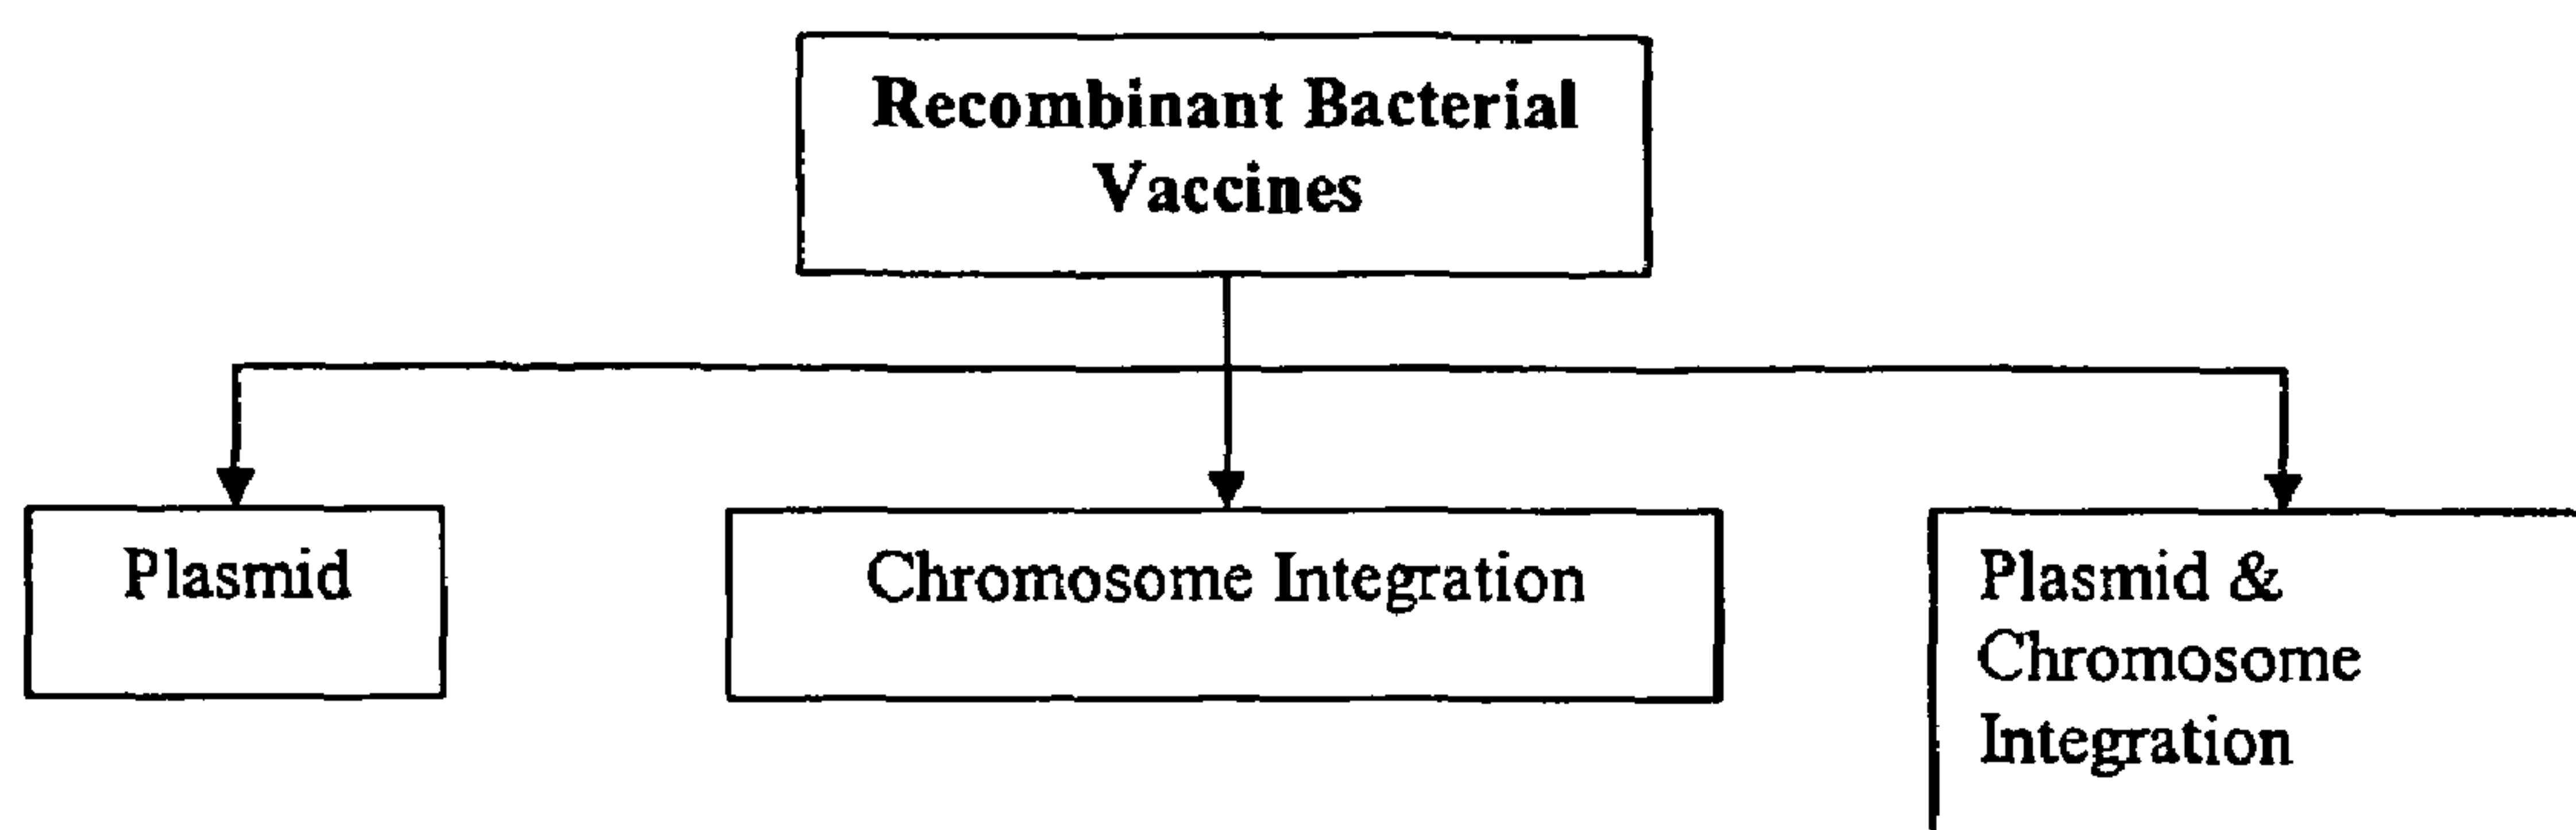 Recombinant Bacterial
Vaccines
Plasmid
Chromosome Integration
Plasmid &
Chromosome
Integration